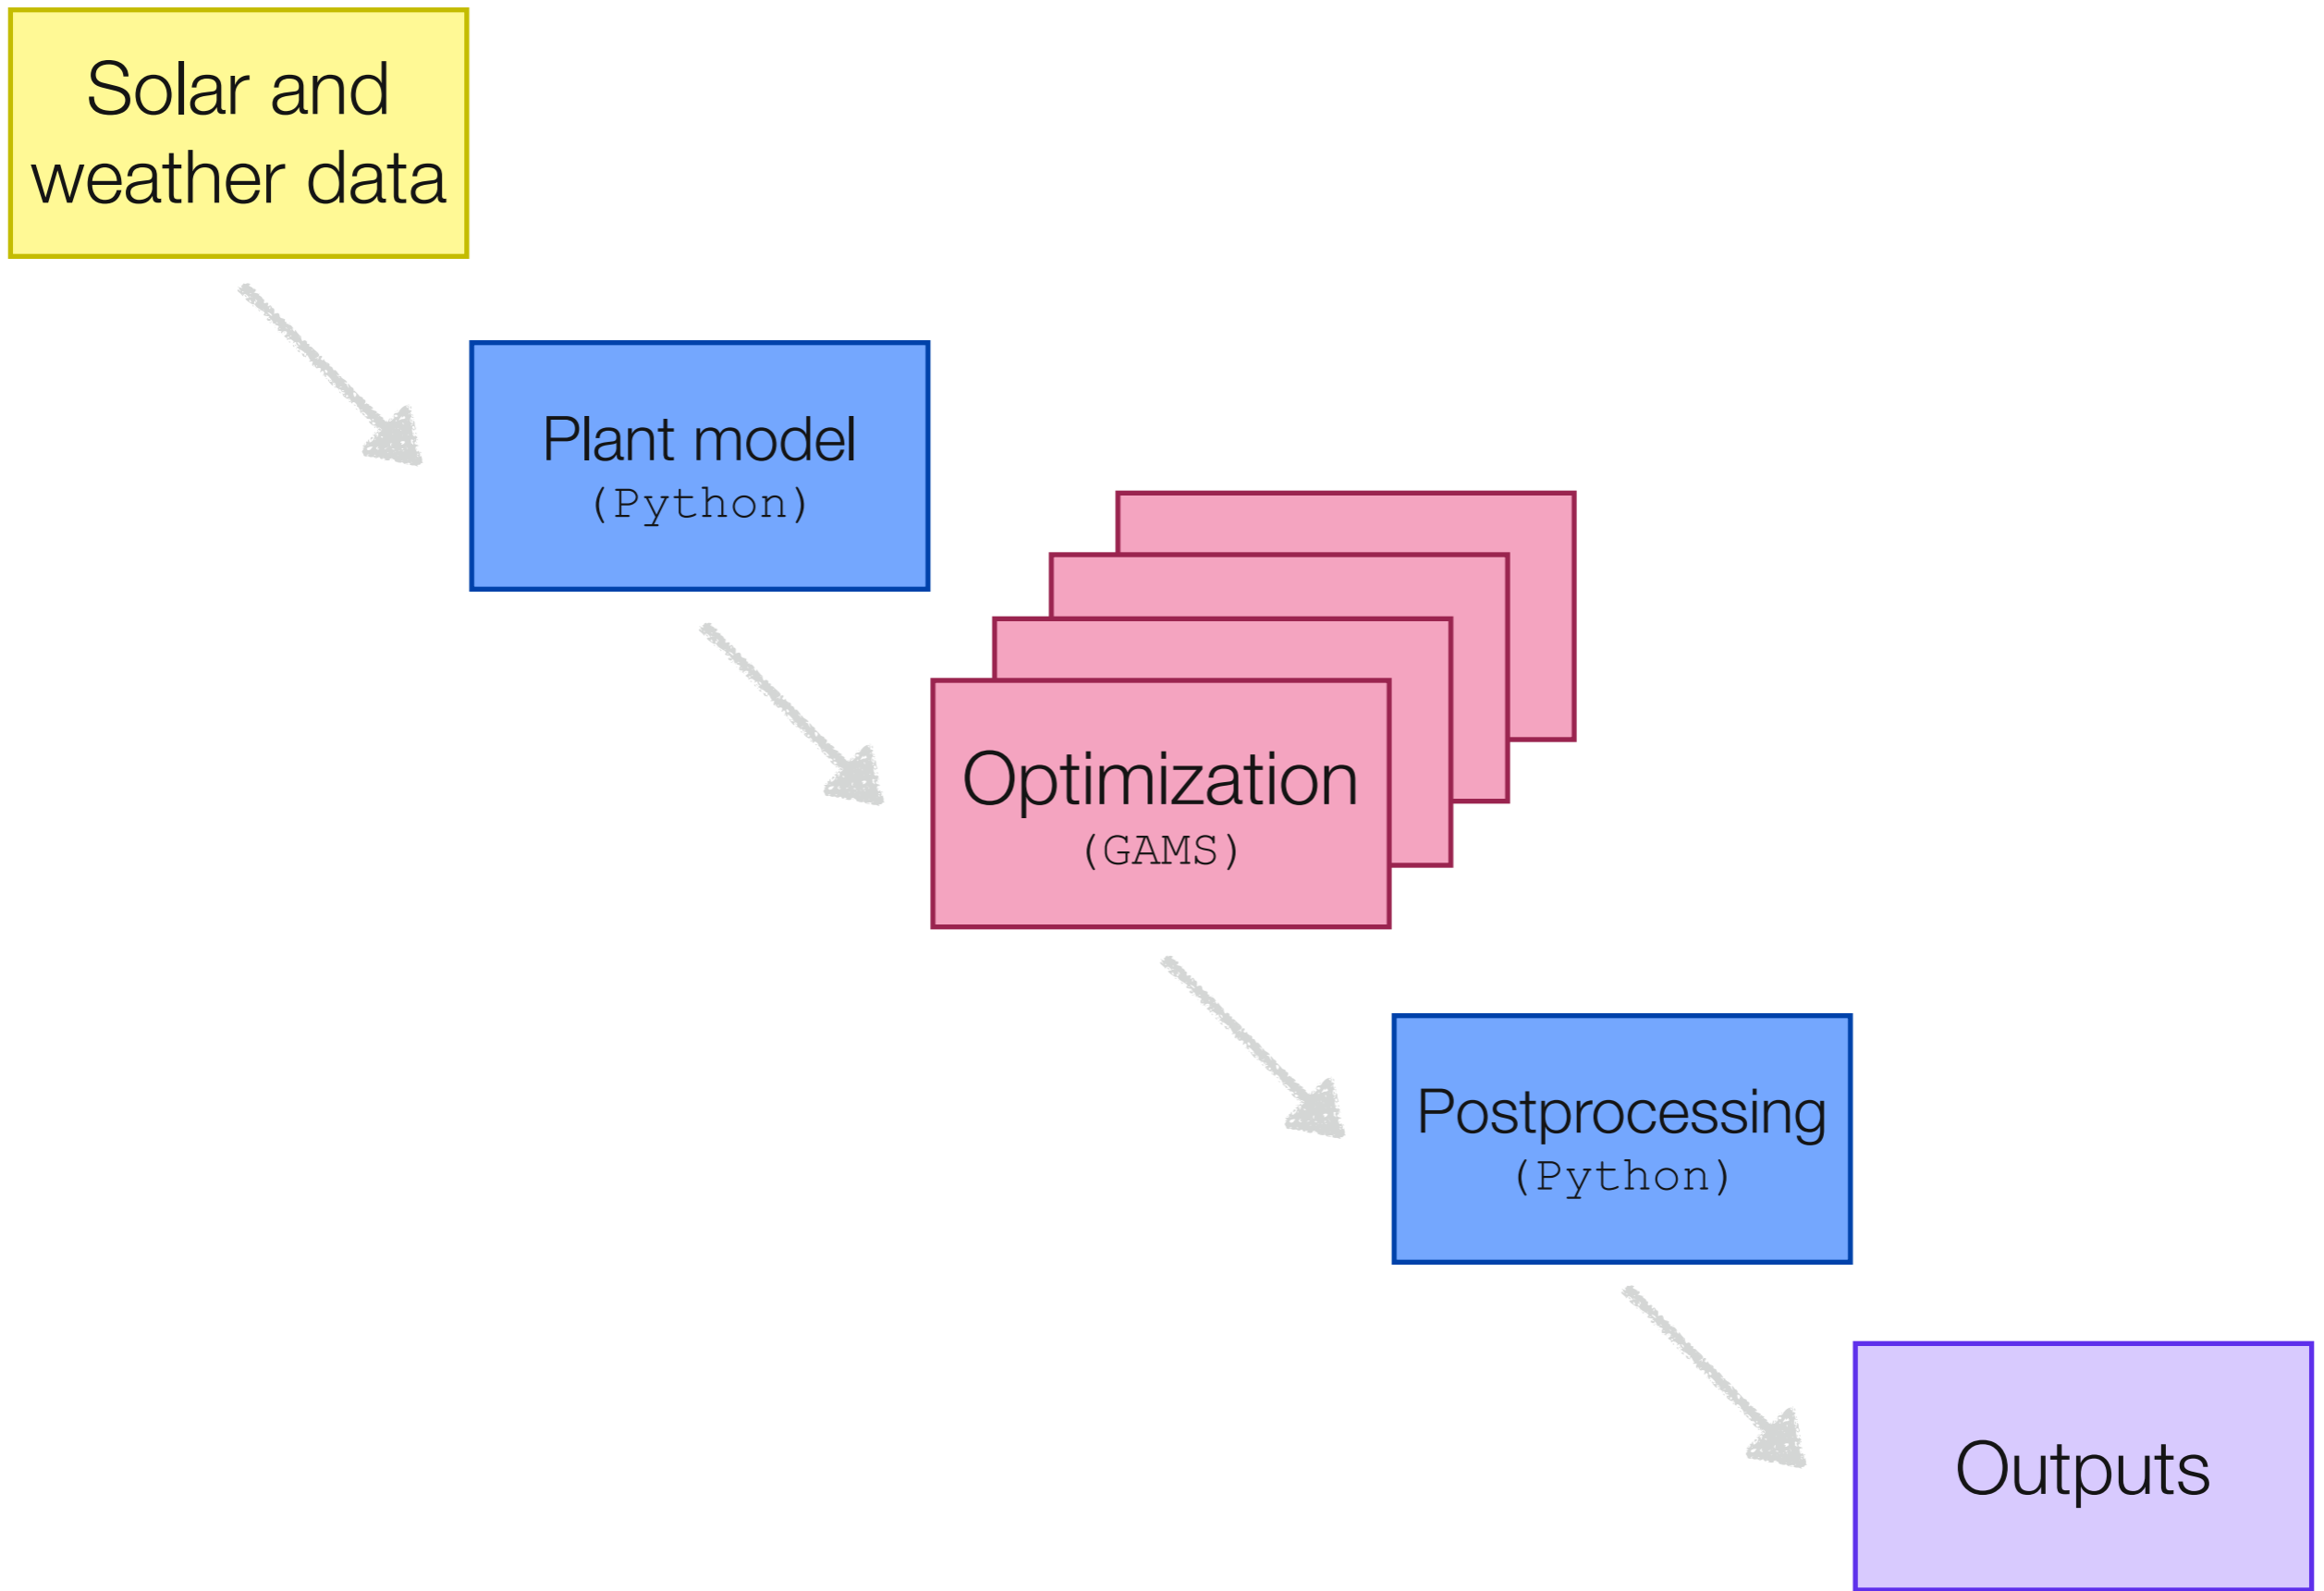 Solar and
weather data
Plant model
(Python)
Optimization
(GAMS)
Postprocessing
(Python)
Outputs